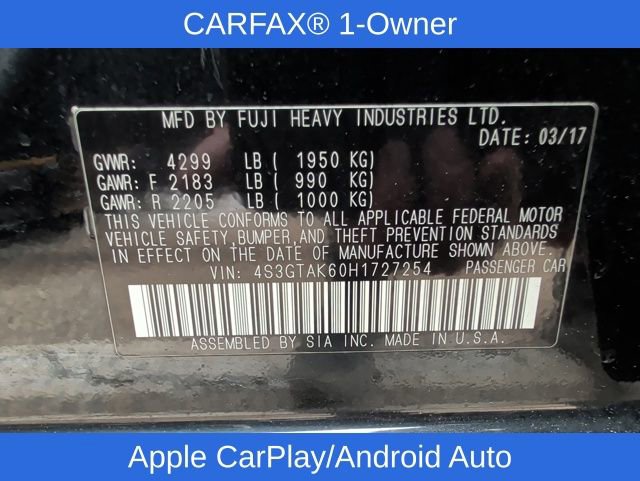 CARFAX® 1-Owner
MFD BY FUJI HEAVY INDUSTRIES LTD.
DATE: 03/17
GVWR: 4299 LB ( 1950 KG)
GAWR: F 2183 LB ( 990 KG)
GAWR: R 2205 LB ( 1000 KG)
THIS VEHICLE CONFORMS TO ALL APPLICABLE FEDERAL MOTOR
VEHICLE SAFETY, BUMPER, AND THEFT PREVENTION STANDARDS
IN EFFECT ON THE DATE OF MANUFACTURE SHOWN ABOVE.
VIN: 4S3GTAK60H1727254 PASSENGER CAR
ASSEMBLED BY SIA INC. MADE IN U.S.A.
Apple CarPlay/Android Auto